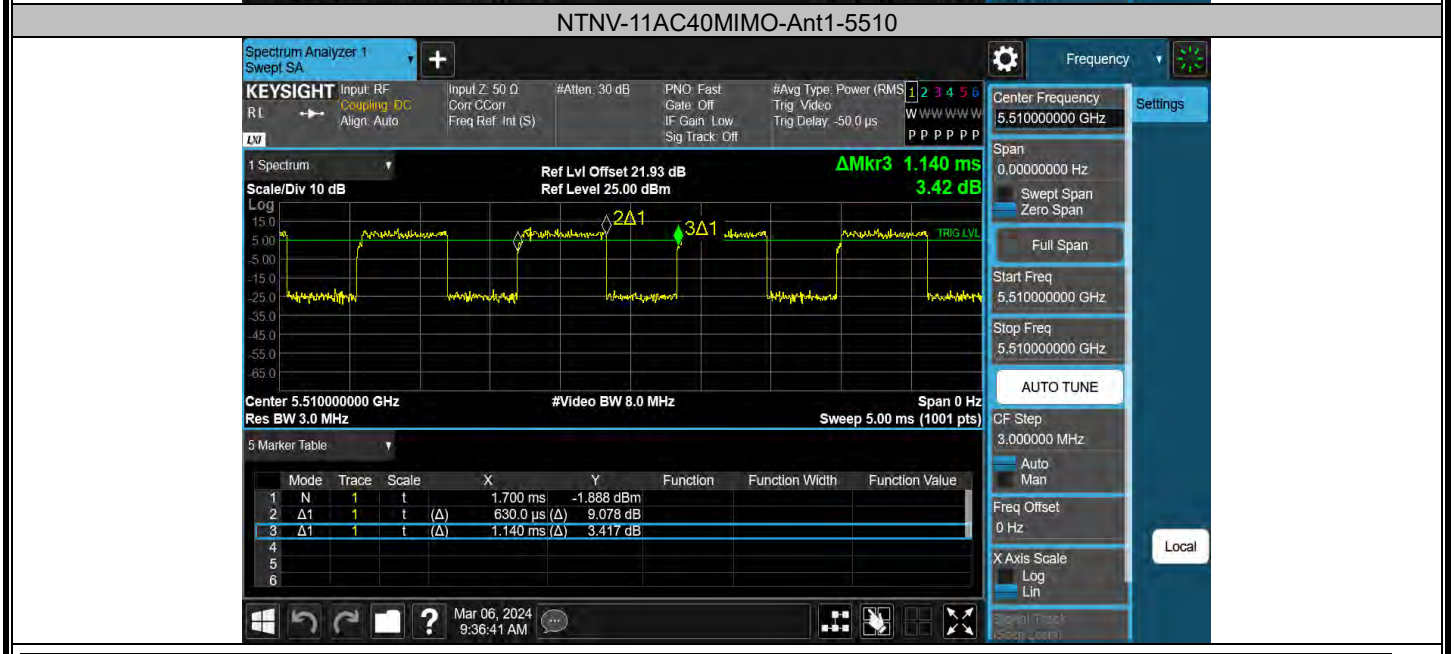 NTNV-11AC40MIMO-Ant1-5510
Spectrum Analyzer 1
Swept SA
+
Frequency
KEYSIGHT
RL
LXI
Input: RF
Coupling: DC
Align: Auto
Input Z: 50 Ω
Corr CCorr
Freq Ref: Int (S)
#Atten: 30 dB
PNO: Fast
Gate: Off
IF Gain: Low
Sig Track: Off
#Avg Type: Power (RMS
Trig: Video
Trig Delay: -50.0 µs
1 2 3 4 5 6
W W W W W W
P P P P P P
1 Spectrum
Scale/Div 10 dB
Ref Lvl Offset 21.93 dB
Ref Level 25.00 dBm
ΔMkr3 1.140 ms
3.42 dB
Log
15.0
5.00
-5.00
-15.0
-25.0
-35.0
-45.0
-55.0
-65.0
2Δ1
3Δ1
TRIG LVL
Center 5.510000000 GHz
Res BW 3.0 MHz
#Video BW 8.0 MHz
Span 0 Hz
Sweep 5.00 ms (1001 pts)
5 Marker Table
Mode Trace Scale X Y Function Function Width Function Value
1 N 1 t 1.700 ms -1.888 dBm
2 Δ1 1 t (Δ) 630.0 µs (Δ) 9.078 dB
3 Δ1 1 t (Δ) 1.140 ms (Δ) 3.417 dB
4
5
6
?
Mar 06, 2024
9:36:41 AM
Center Frequency
5.510000000 GHz
Settings
Span
0.00000000 Hz
Swept Span
Zero Span
Full Span
Start Freq
5.510000000 GHz
Stop Freq
5.510000000 GHz
AUTO TUNE
CF Step
3.000000 MHz
Auto
Man
Freq Offset
0 Hz
X Axis Scale
Log
Lin
Signal Track
(Span Zoom)
Local